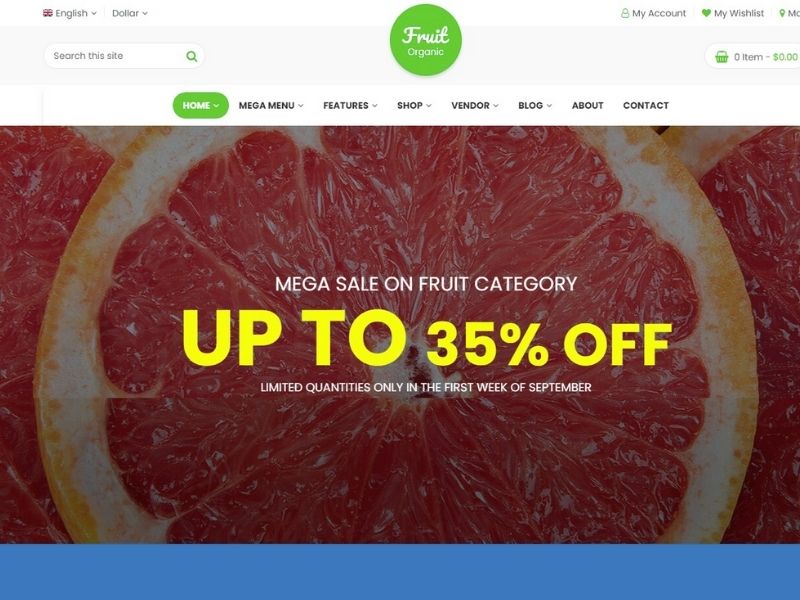 English
Dollar
My Account
My Wishlist
Search this site
Fruit
Organic
0 Item - $0.00
HOME
MEGA MENU
FEATURES
SHOP
VENDOR
BLOG
ABOUT
CONTACT
MEGA SALE ON FRUIT CATEGORY
UP TO 35% OFF
LIMITED QUANTITIES ONLY IN THE FIRST WEEK OF SEPTEMBER